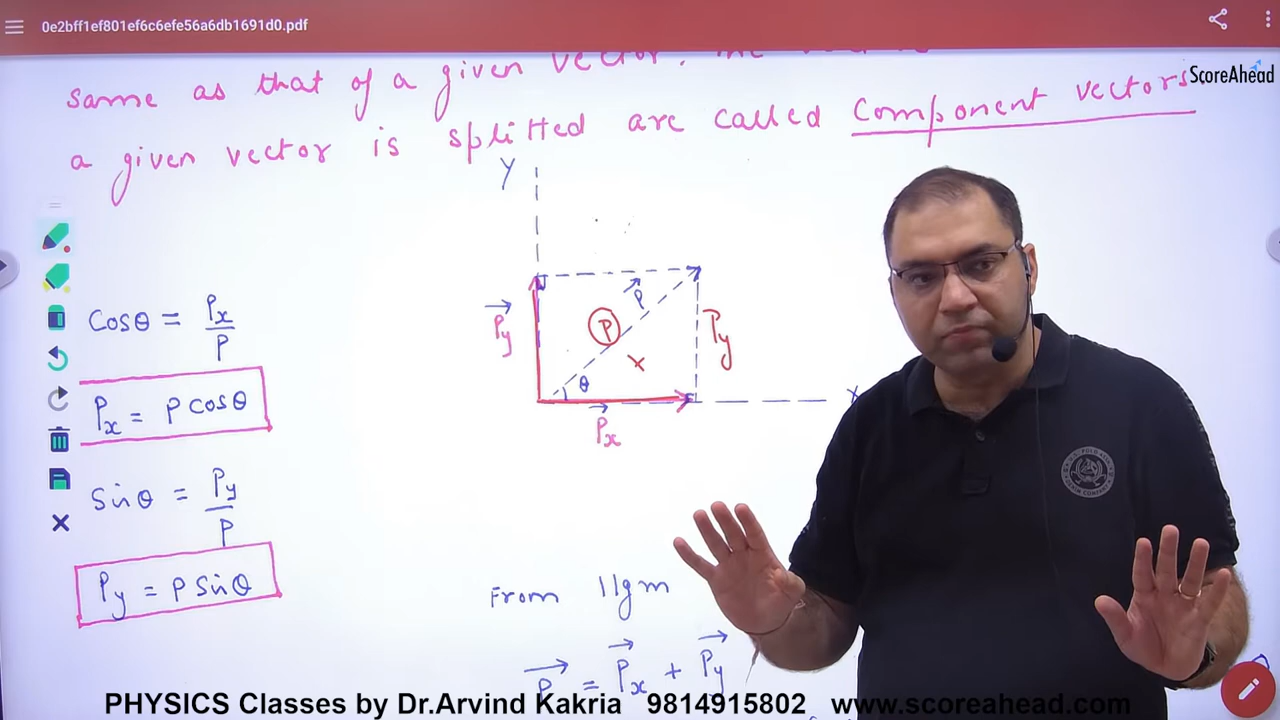 0e2bff1ef801ef6c6efe56a6db1691d0.pdf
same as that of a given vector.
ScoreAhead
a given vector is splitted are called Component vectors.
Y
Cosθ = Px/P
Px = P cosθ
Sinθ = Py/P
Py = P Sinθ
Py
P
P
Py
x
θ
X
Px
From llgm
P = Px + Py
PHYSICS Classes by Dr.Arvind Kakria 9814915802 www.scoreahead.com